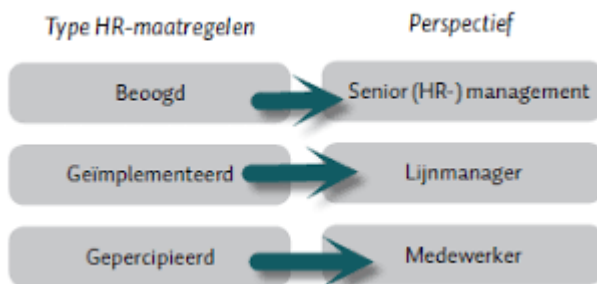 Type HR-maatregelen
Perspectief
Beoogd
Senior (HR-) management
Geïmplementeerd
Lijnmanager
Gepercipieerd
Medewerker